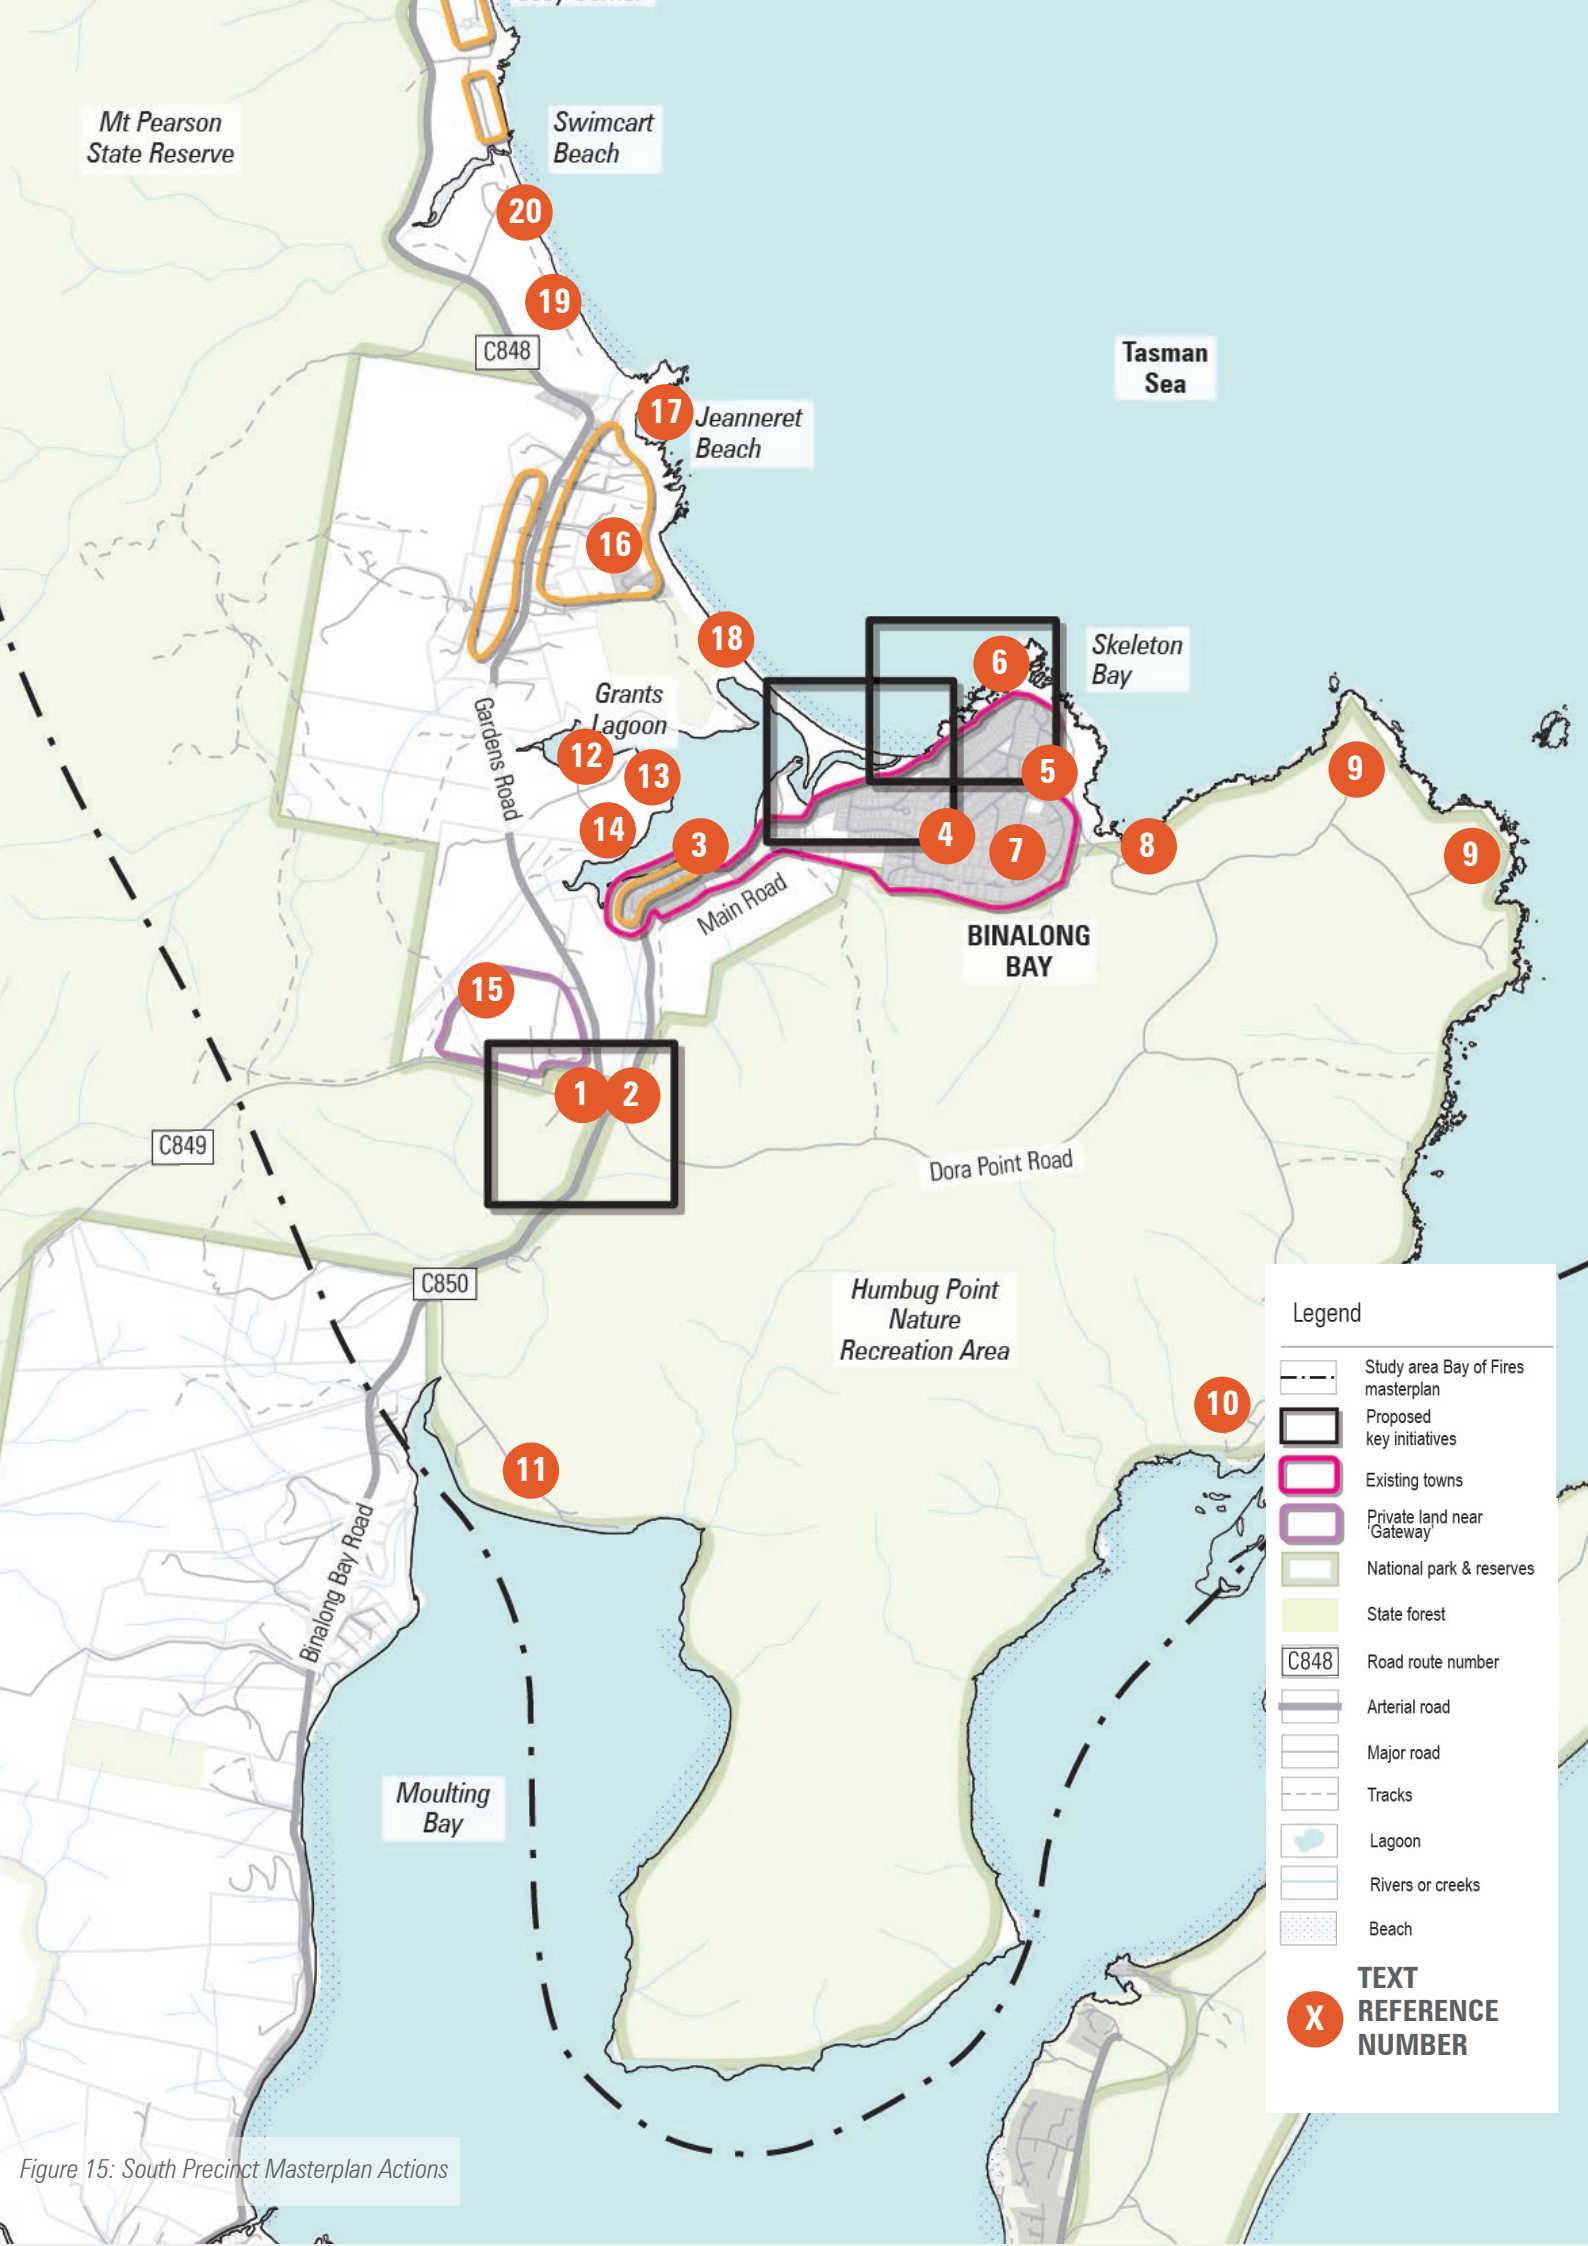 Mt Pearson
State Reserve
Swimcart
Beach
20
19
C848
Tasman
Sea
17
Jeanneret
Beach
16
18
6
Skeleton
Bay
Grants
Lagoon
Gardens Road
12
13
5
9
14
3
4
7
8
9
Main Road
BINALONG
BAY
15
1
2
C849
Dora Point Road
C850
Humbug Point
Nature
Recreation Area
10
11
Binalong Bay Road
Moulting
Bay
Legend
Study area Bay of Fires
masterplan
Proposed
key initiatives
Existing towns
Private land near
'Gateway'
National park & reserves
State forest
C848
Road route number
Arterial road
Major road
Tracks
Lagoon
Rivers or creeks
Beach
X
TEXT
REFERENCE
NUMBER
Figure 15: South Precinct Masterplan Actions